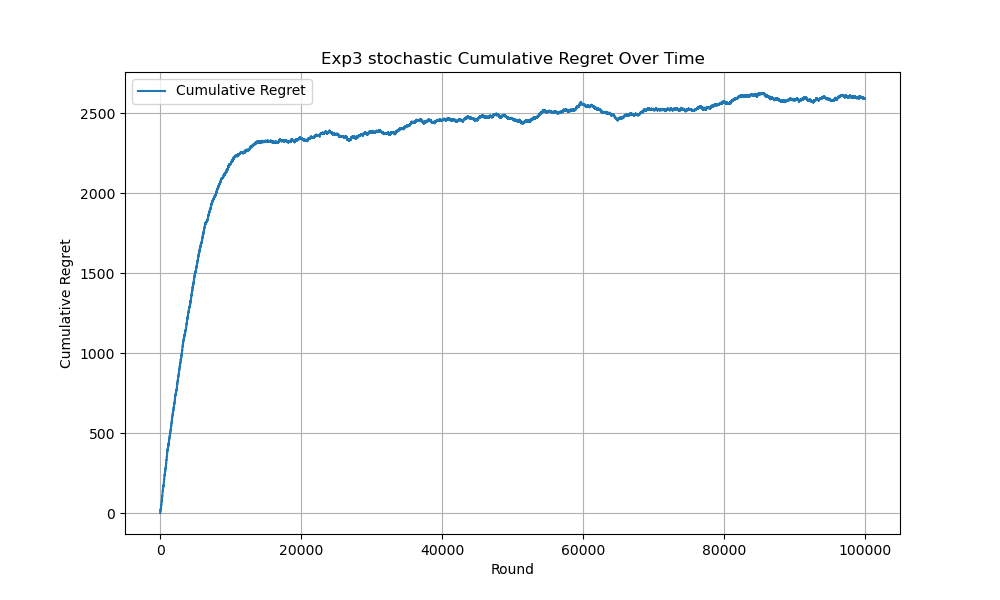 Exp3 stochastic Cumulative Regret Over Time
Cumulative Regret
2500
2000
1500
1000
500
0
Cumulative Regret
0 20000 40000 60000 80000 100000
Round